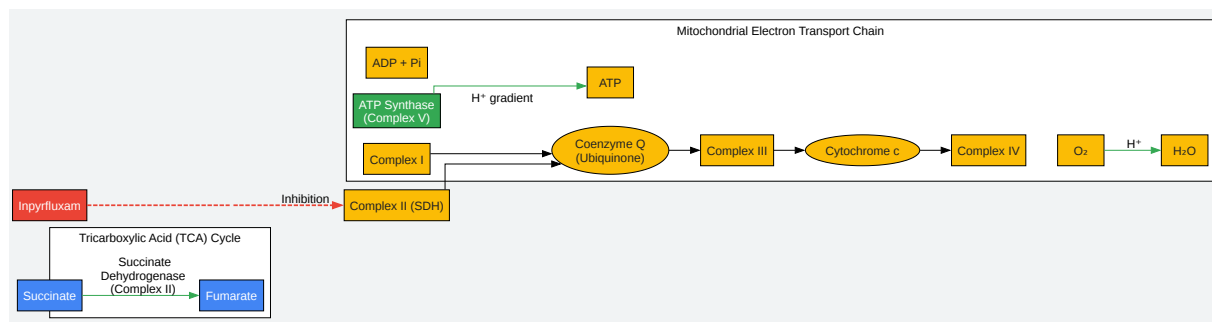 Mitochondrial Electron Transport Chain
ADP + Pi
ATP
ATP Synthase
(Complex V)
H⁺ gradient
Complex I
Coenzyme Q
(Ubiquinone)
Complex III
Cytochrome c
Complex IV
O₂
H⁺
H₂O
Inpyrfluxam
Inhibition
Complex II (SDH)
Tricarboxylic Acid (TCA) Cycle
Succinate
Dehydrogenase
(Complex II)
Succinate
Fumarate